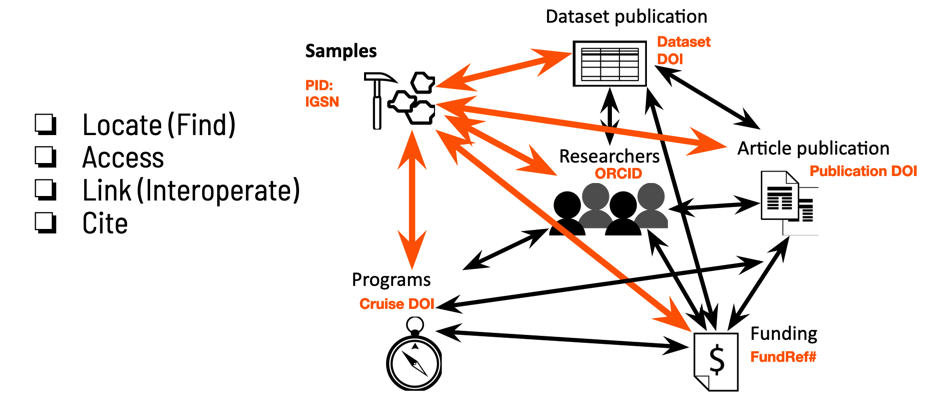 Locate (Find)
Access
Link (Interoperate)
Cite
Samples
PID:
IGSN
Dataset publication
Dataset
DOI
Researchers
ORCID
Article publication
Publication DOI
Programs
Cruise DOI
Funding
FundRef#
$